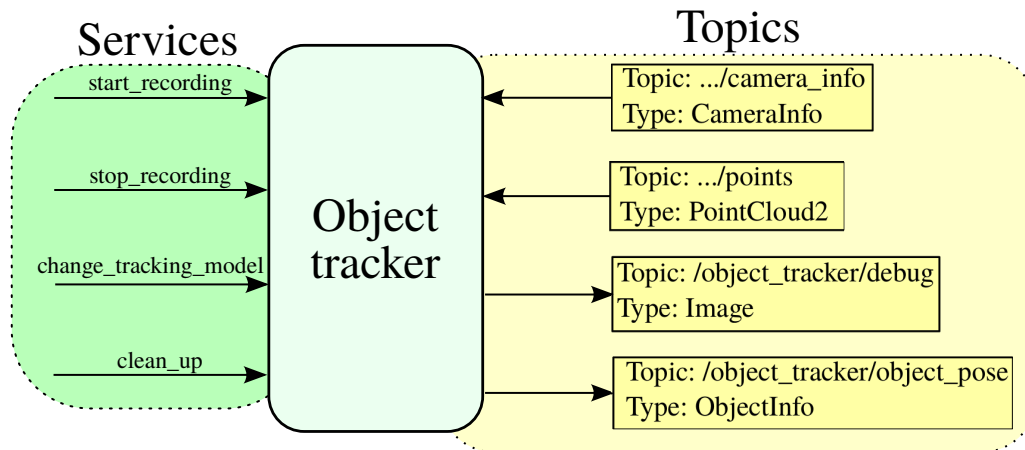 Services
start_recording
stop_recording
change_tracking_model
clean_up
Object
tracker
Topics
Topic: .../camera_info
Type: CameraInfo
Topic: .../points
Type: PointCloud2
Topic: /object_tracker/debug
Type: Image
Topic: /object_tracker/object_pose
Type: ObjectInfo